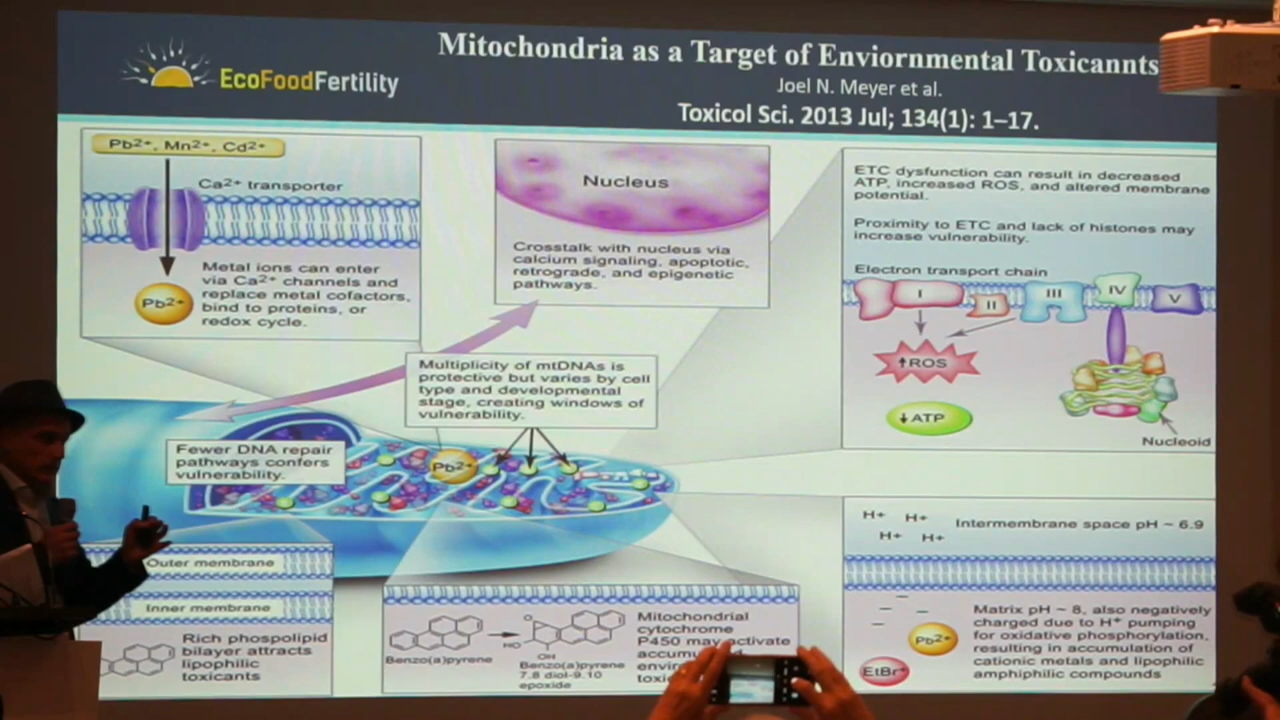 EcoFoodFertility
Mitochondria as a Target of Enviornmental Toxicannts
Joel N. Meyer et al.
Toxicol Sci. 2013 Jul; 134(1): 1–17.
Pb2+, Mn2+, Cd2+
Ca2+ transporter
Metal ions can enter
via Ca2+ channels and
replace metal cofactors,
bind to proteins, or
redox cycle.
Pb2+
Nucleus
Crosstalk with nucleus via
calcium signaling, apoptotic,
retrograde, and epigenetic
pathways.
ETC dysfunction can result in decreased
ATP, increased ROS, and altered membrane
potential.
Proximity to ETC and lack of histones may
increase vulnerability.
Electron transport chain
I
II
III
IV
V
↑ROS
↓ATP
Nucleoid
Multiplicity of mtDNAs is
protective but varies by cell
type and developmental
stage, creating windows of
vulnerability.
Fewer DNA repair
pathways confers
vulnerability.
Pb2+
Outer membrane
Inner membrane
Rich phospolipid
bilayer attracts
lipophilic
toxicants
Benzo(a)pyrene
O
HO
OH
Benzo(a)pyrene
7.8 diol-9.10
epoxide
Mitochondrial
cytochrome
P450 may activate
H+ H+
H+ H+
Intermembrane space pH ~ 6.9
Matrix pH ~ 8, also negatively
charged due to H+ pumping
for oxidative phosphorylation,
resulting in accumulation of
cationic metals and lipophilic
amphiphilic compounds
Pb2+
EtBr+